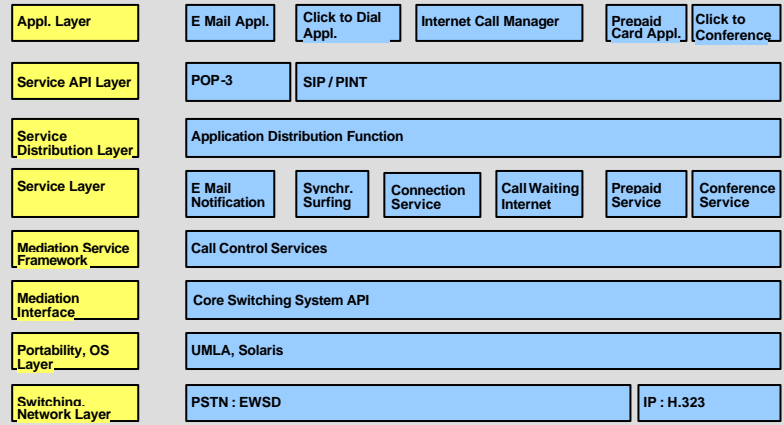 Appl. Layer
E Mail Appl.
Click to Dial
Appl.
Internet Call Manager
Prepaid
Card Appl.
Click to
Conference
Service API Layer
POP-3
SIP / PINT
Service
Distribution Layer
Application Distribution Function
Service Layer
E Mail
Notification
Synchr.
Surfing
Connection
Service
Call Waiting
Internet
Prepaid
Service
Conference
Service
Mediation Service
Framework
Call Control Services
Mediation
Interface
Core Switching System API
Portability, OS
Layer
UMLA, Solaris
Switching,
Network Layer
PSTN : EWSD
IP : H.323